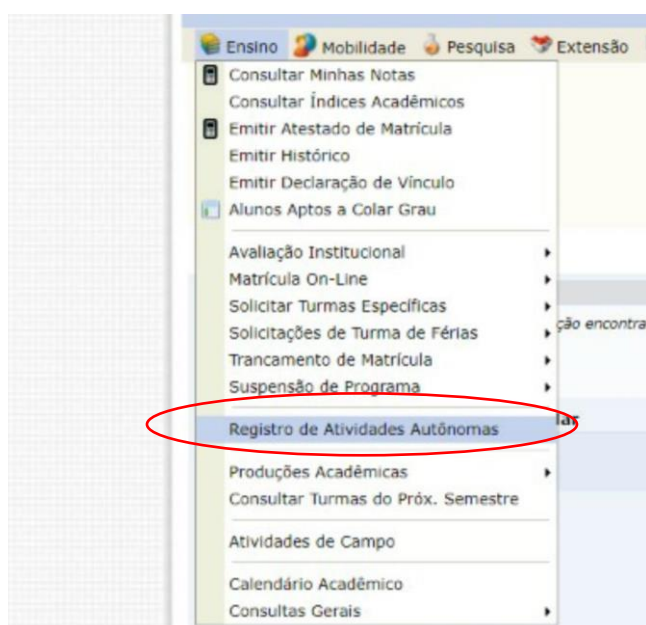 Ensino Mobilidade Pesquisa Extensão
Consultar Minhas Notas
Consultar Índices Acadêmicos
Emitir Atestado de Matrícula
Emitir Histórico
Emitir Declaração de Vínculo
Alunos Aptos a Colar Grau
Avaliação Institucional
Matrícula On-Line
Solicitar Turmas Específicas
Solicitações de Turma de Férias
ção encontra
Trancamento de Matrícula
Suspensão de Programa
Registro de Atividades Autônomas
lar
Produções Acadêmicas
Consultar Turmas do Próx. Semestre
Atividades de Campo
Calendário Acadêmico
Consultas Gerais